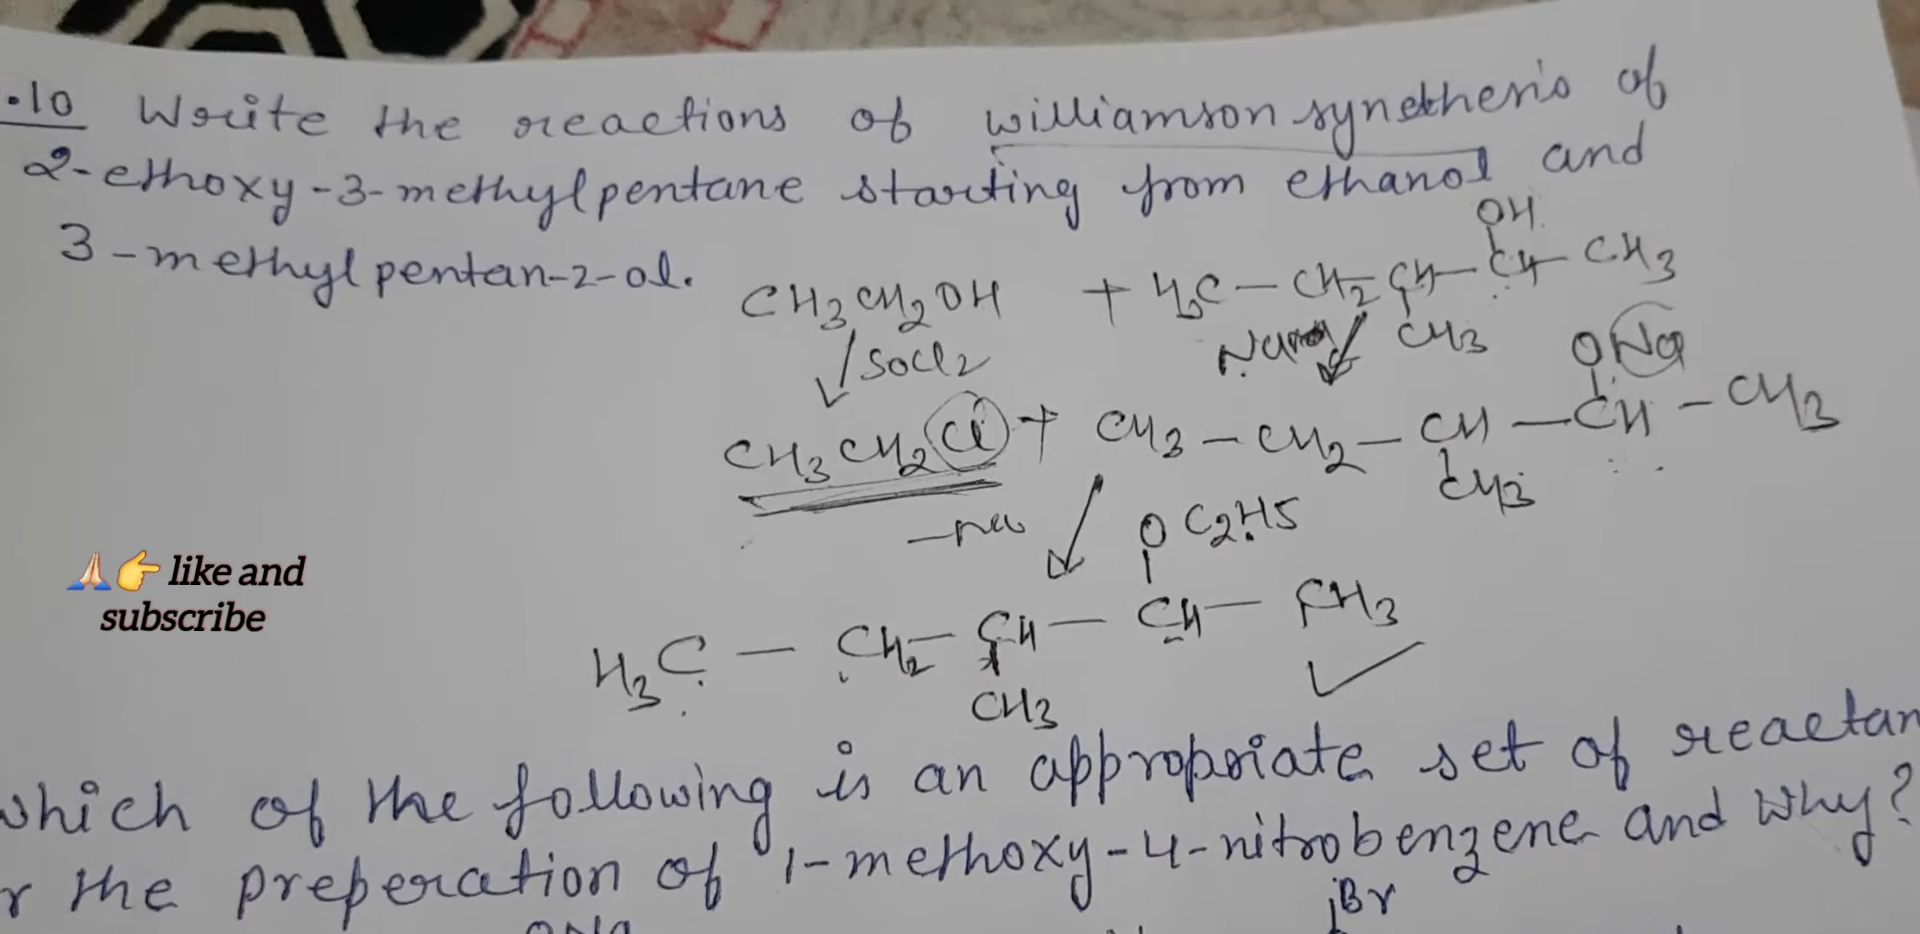 .10 Write the reactions of williamson synethesis of
2-ethoxy-3-methylpentane starting from ethanol and
3-methylpentan-2-ol.
OH
CH3CH2OH + H3C-CH2-CH-CH-CH3
CH3
SOCl2
ONa
CH3CH2Cl + CH3-CH2-CH-CH-CH3
CH3
OC2H5
H3C-CH2-CH-CH-CH3
CH3
👉 like and
subscribe
which of the following is an appropriate set of reactan
r the preperation of 1-methoxy-4-nitrobenzene and why?
Br